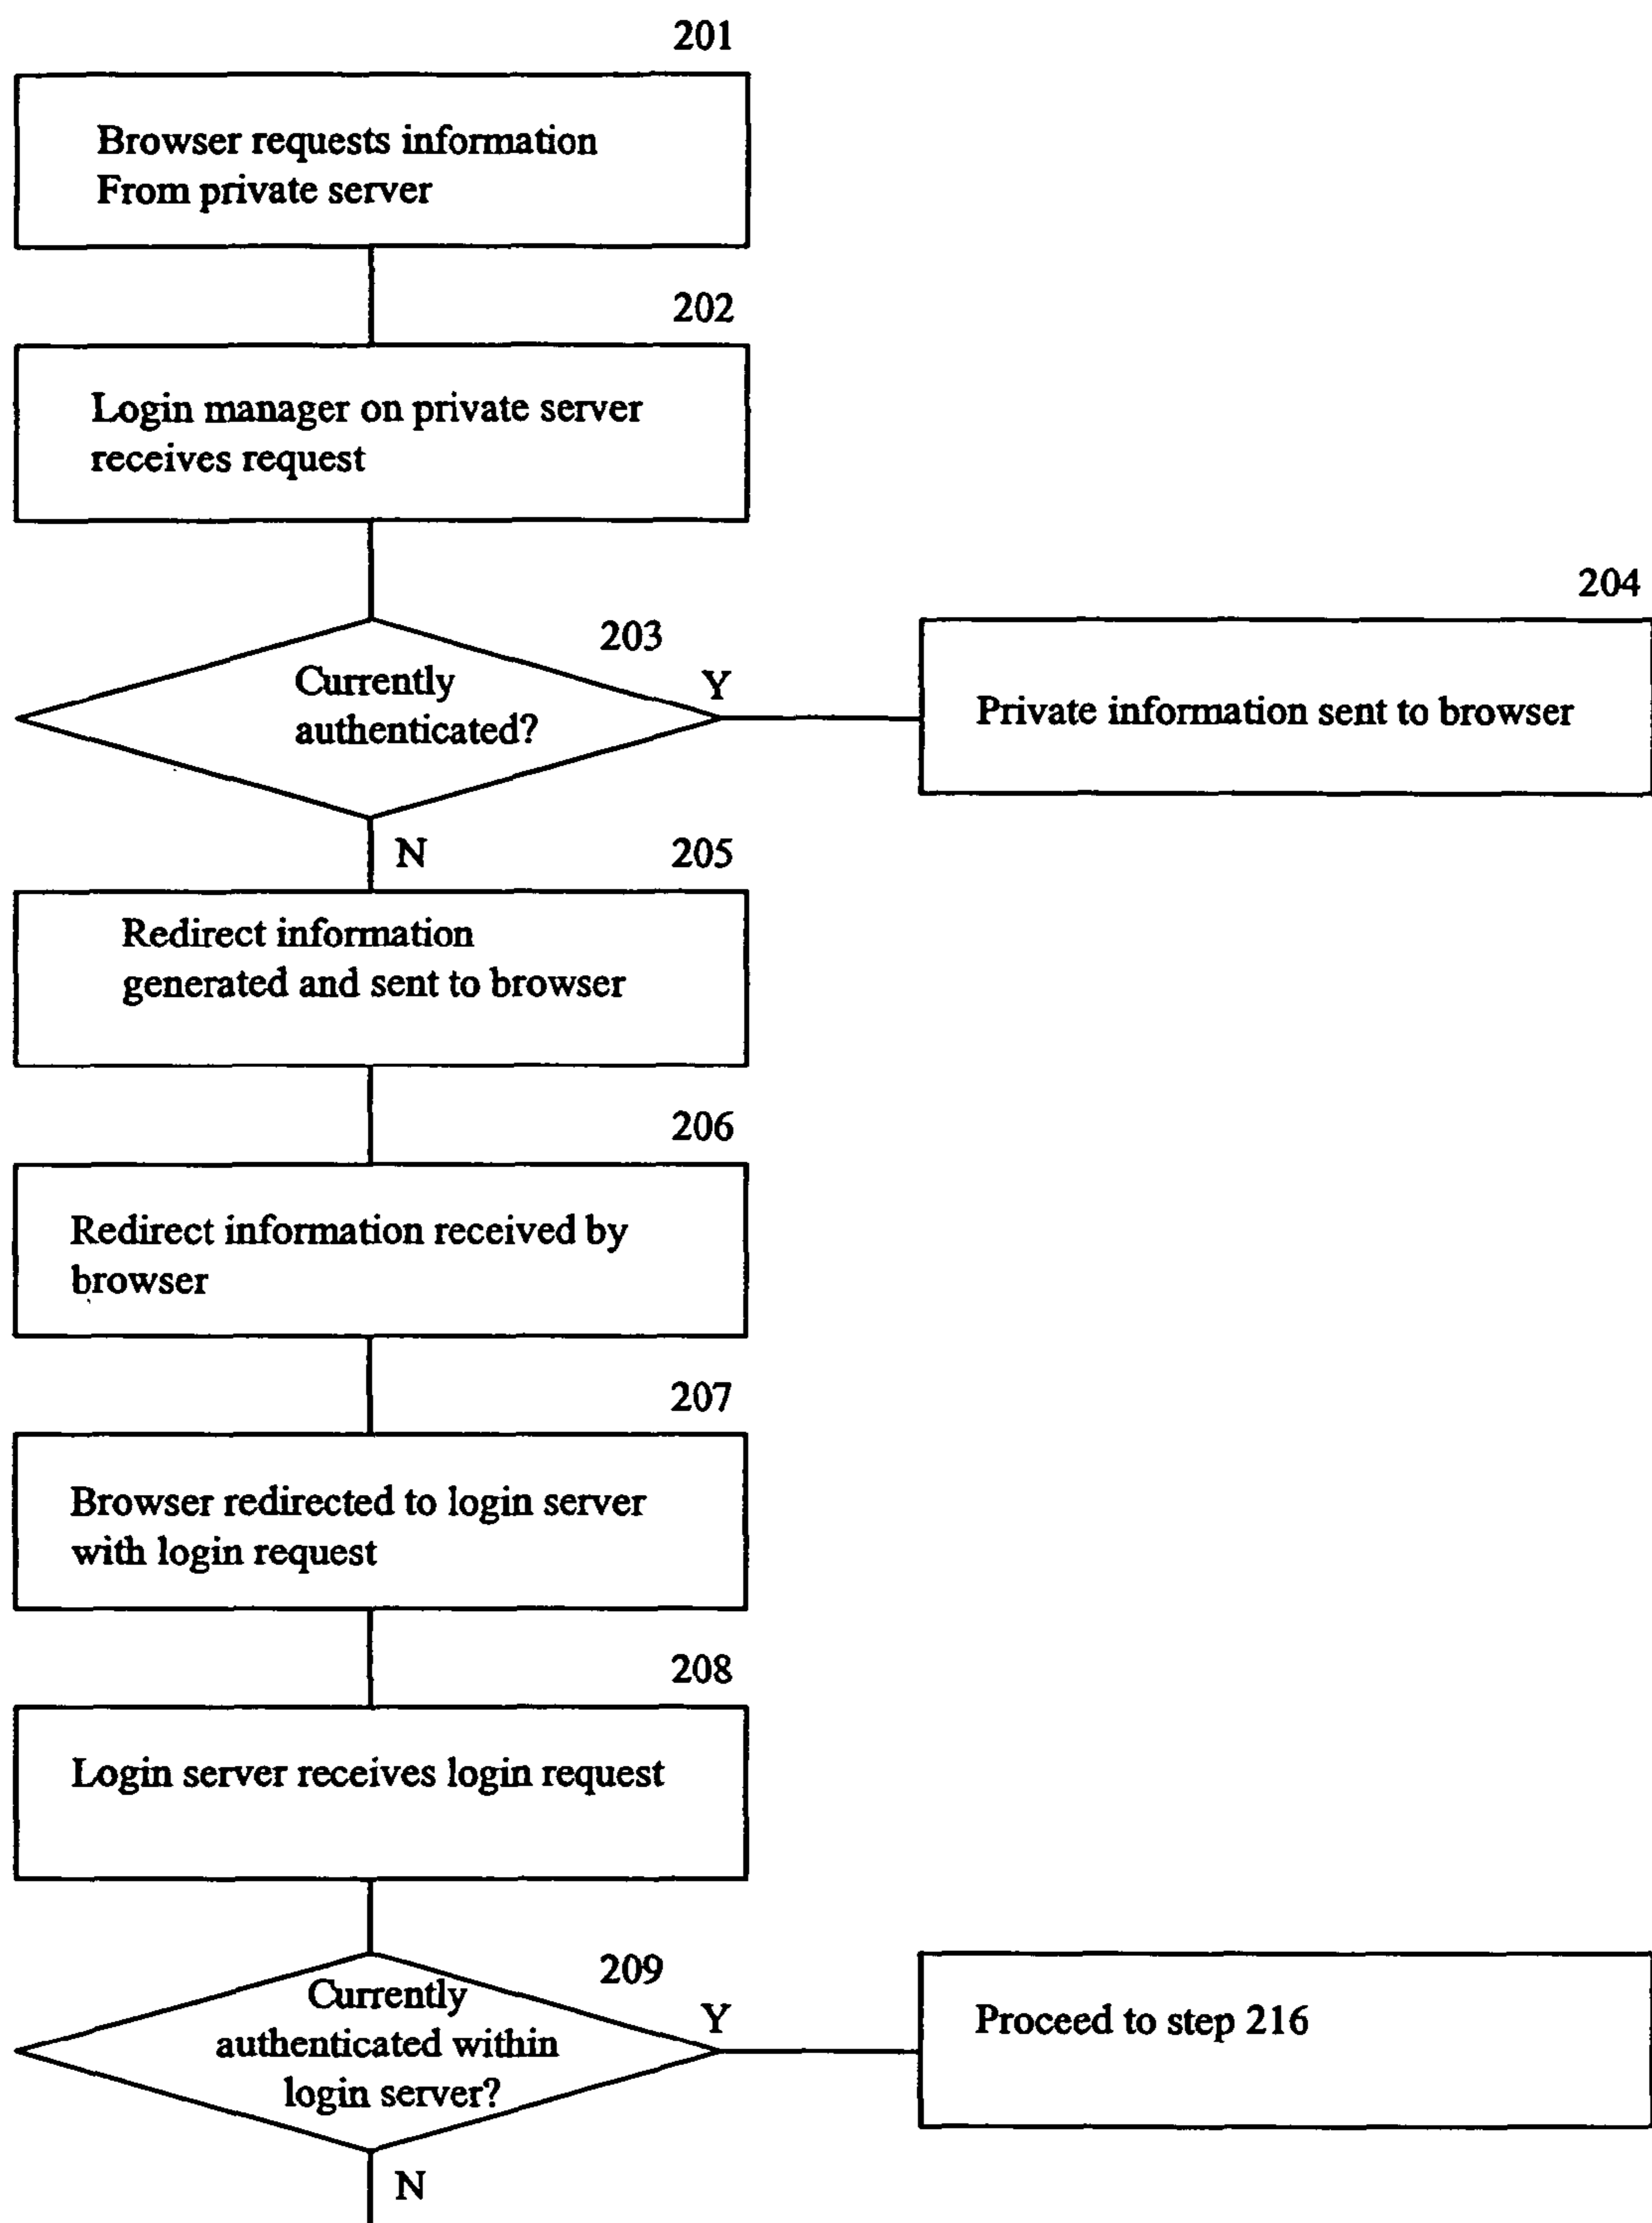 201
Browser requests information
From private server
202
Login manager on private server
receives request
203
Currently
authenticated?
Y
204
Private information sent to browser
N
205
Redirect information
generated and sent to browser
206
Redirect information received by
browser
207
Browser redirected to login server
with login request
208
Login server receives login request
209
Currently
authenticated within
login server?
Y
Proceed to step 216
N